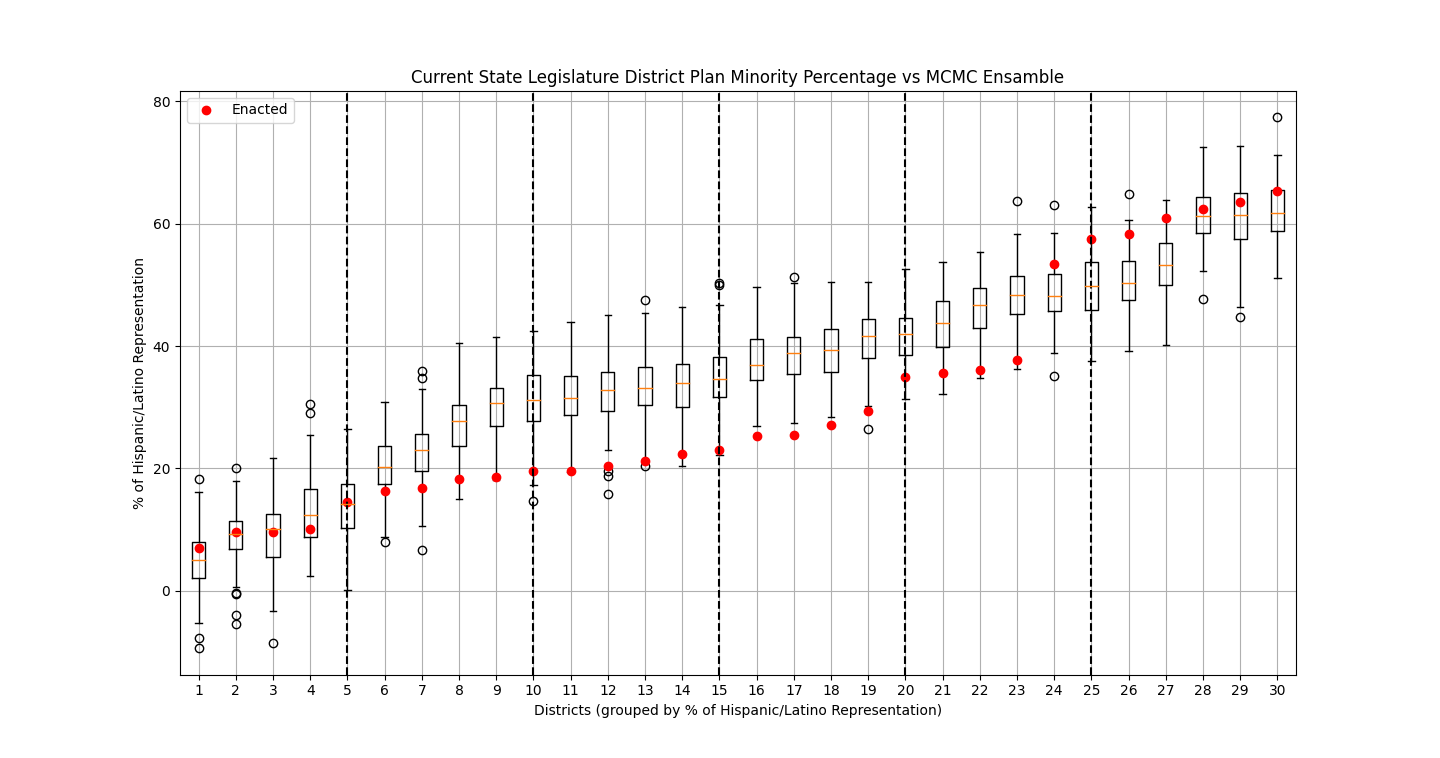 Current State Legislature District Plan Minority Percentage vs MCMC Ensamble
Enacted
80
60
40
20
0
% of Hispanic/Latino Representation
1 2 3 4 5 6 7 8 9 10 11 12 13 14 15 16 17 18 19 20 21 22 23 24 25 26 27 28 29 30
Districts (grouped by % of Hispanic/Latino Representation)